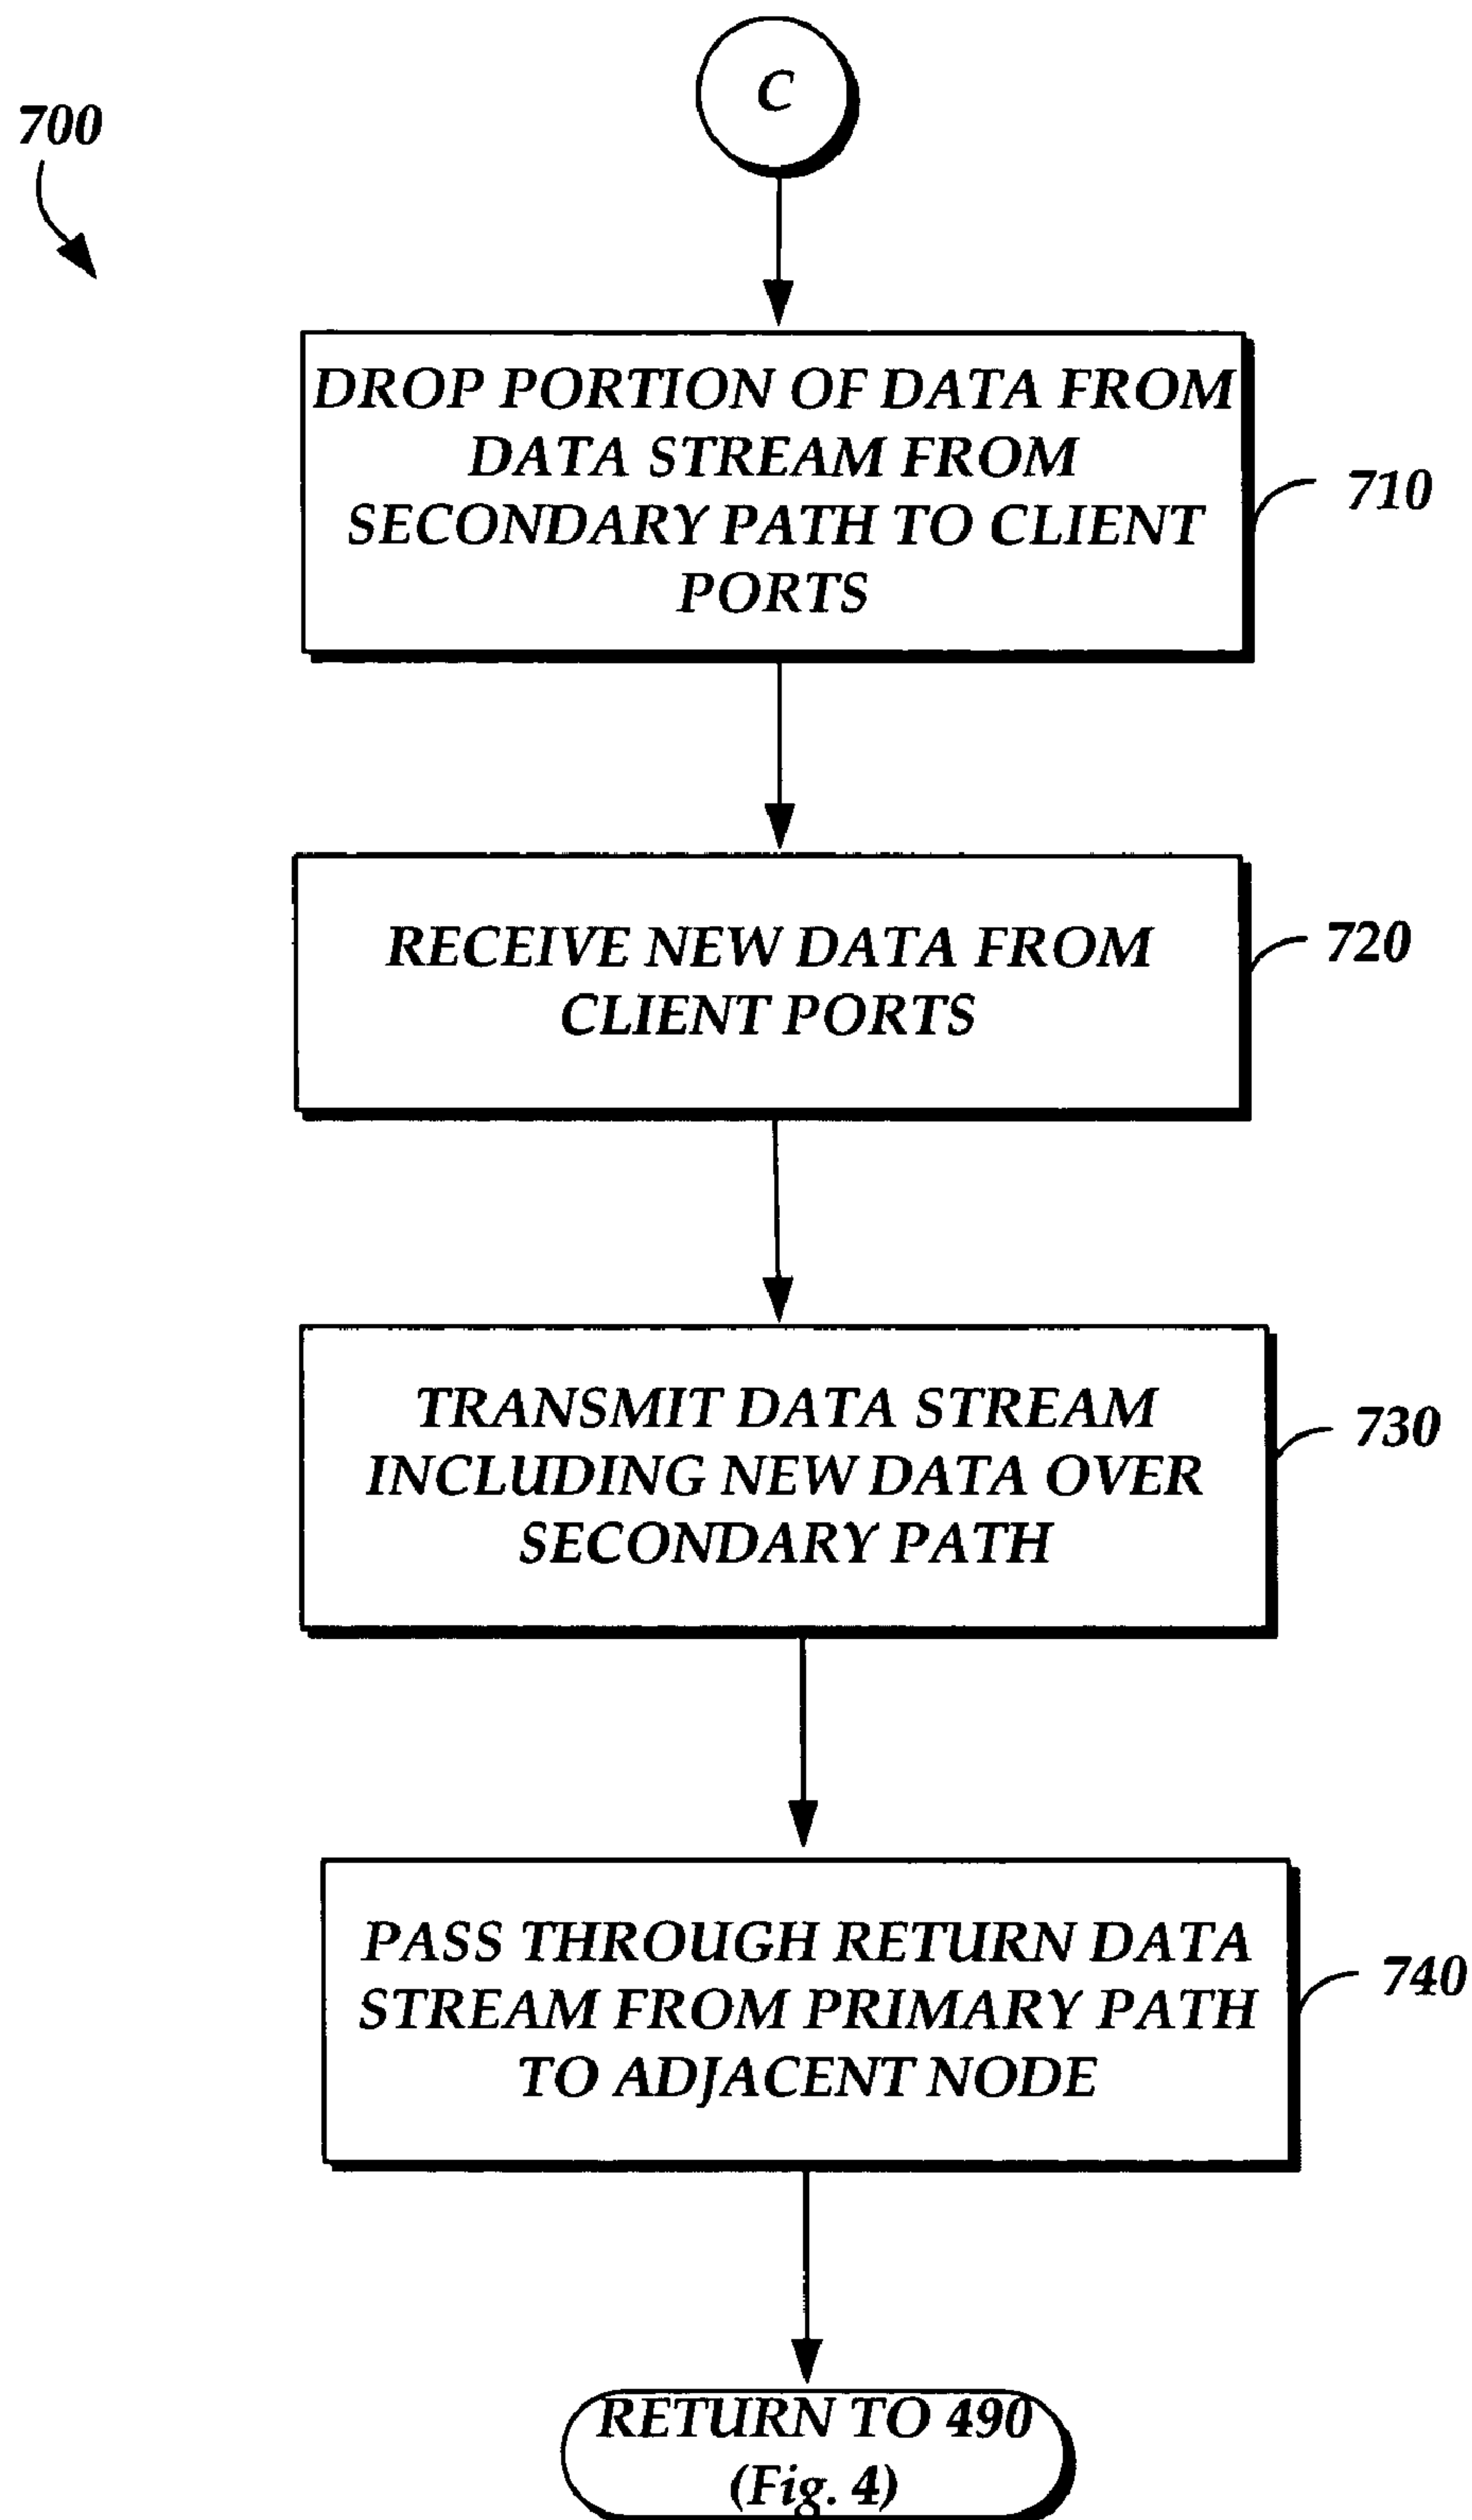 C
700
DROP PORTION OF DATA FROM
DATA STREAM FROM
SECONDARY PATH TO CLIENT
PORTS
710
RECEIVE NEW DATA FROM
CLIENT PORTS
720
TRANSMIT DATA STREAM
INCLUDING NEW DATA OVER
SECONDARY PATH
730
PASS THROUGH RETURN DATA
STREAM FROM PRIMARY PATH
TO ADJACENT NODE
740
RETURN TO 490
(Fig. 4)